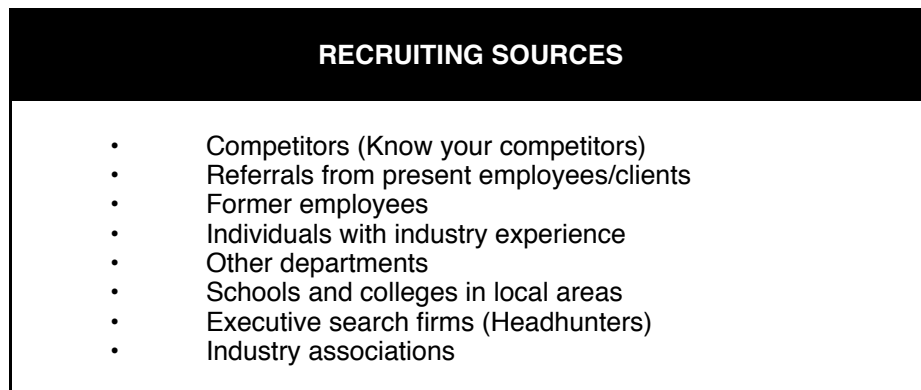 RECRUITING SOURCES
• Competitors (Know your competitors)
• Referrals from present employees/clients
• Former employees
• Individuals with industry experience
• Other departments
• Schools and colleges in local areas
• Executive search firms (Headhunters)
• Industry associations